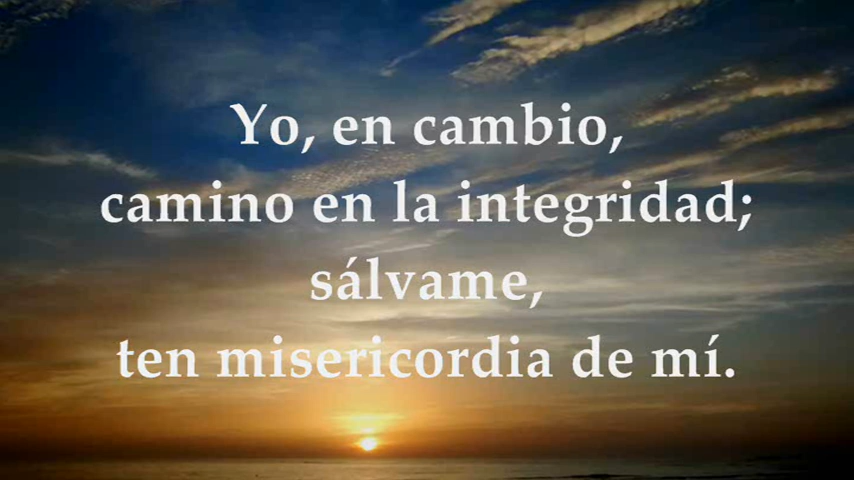 Yo, en cambio,
camino en la integridad;
sálvame,
ten misericordia de mí.